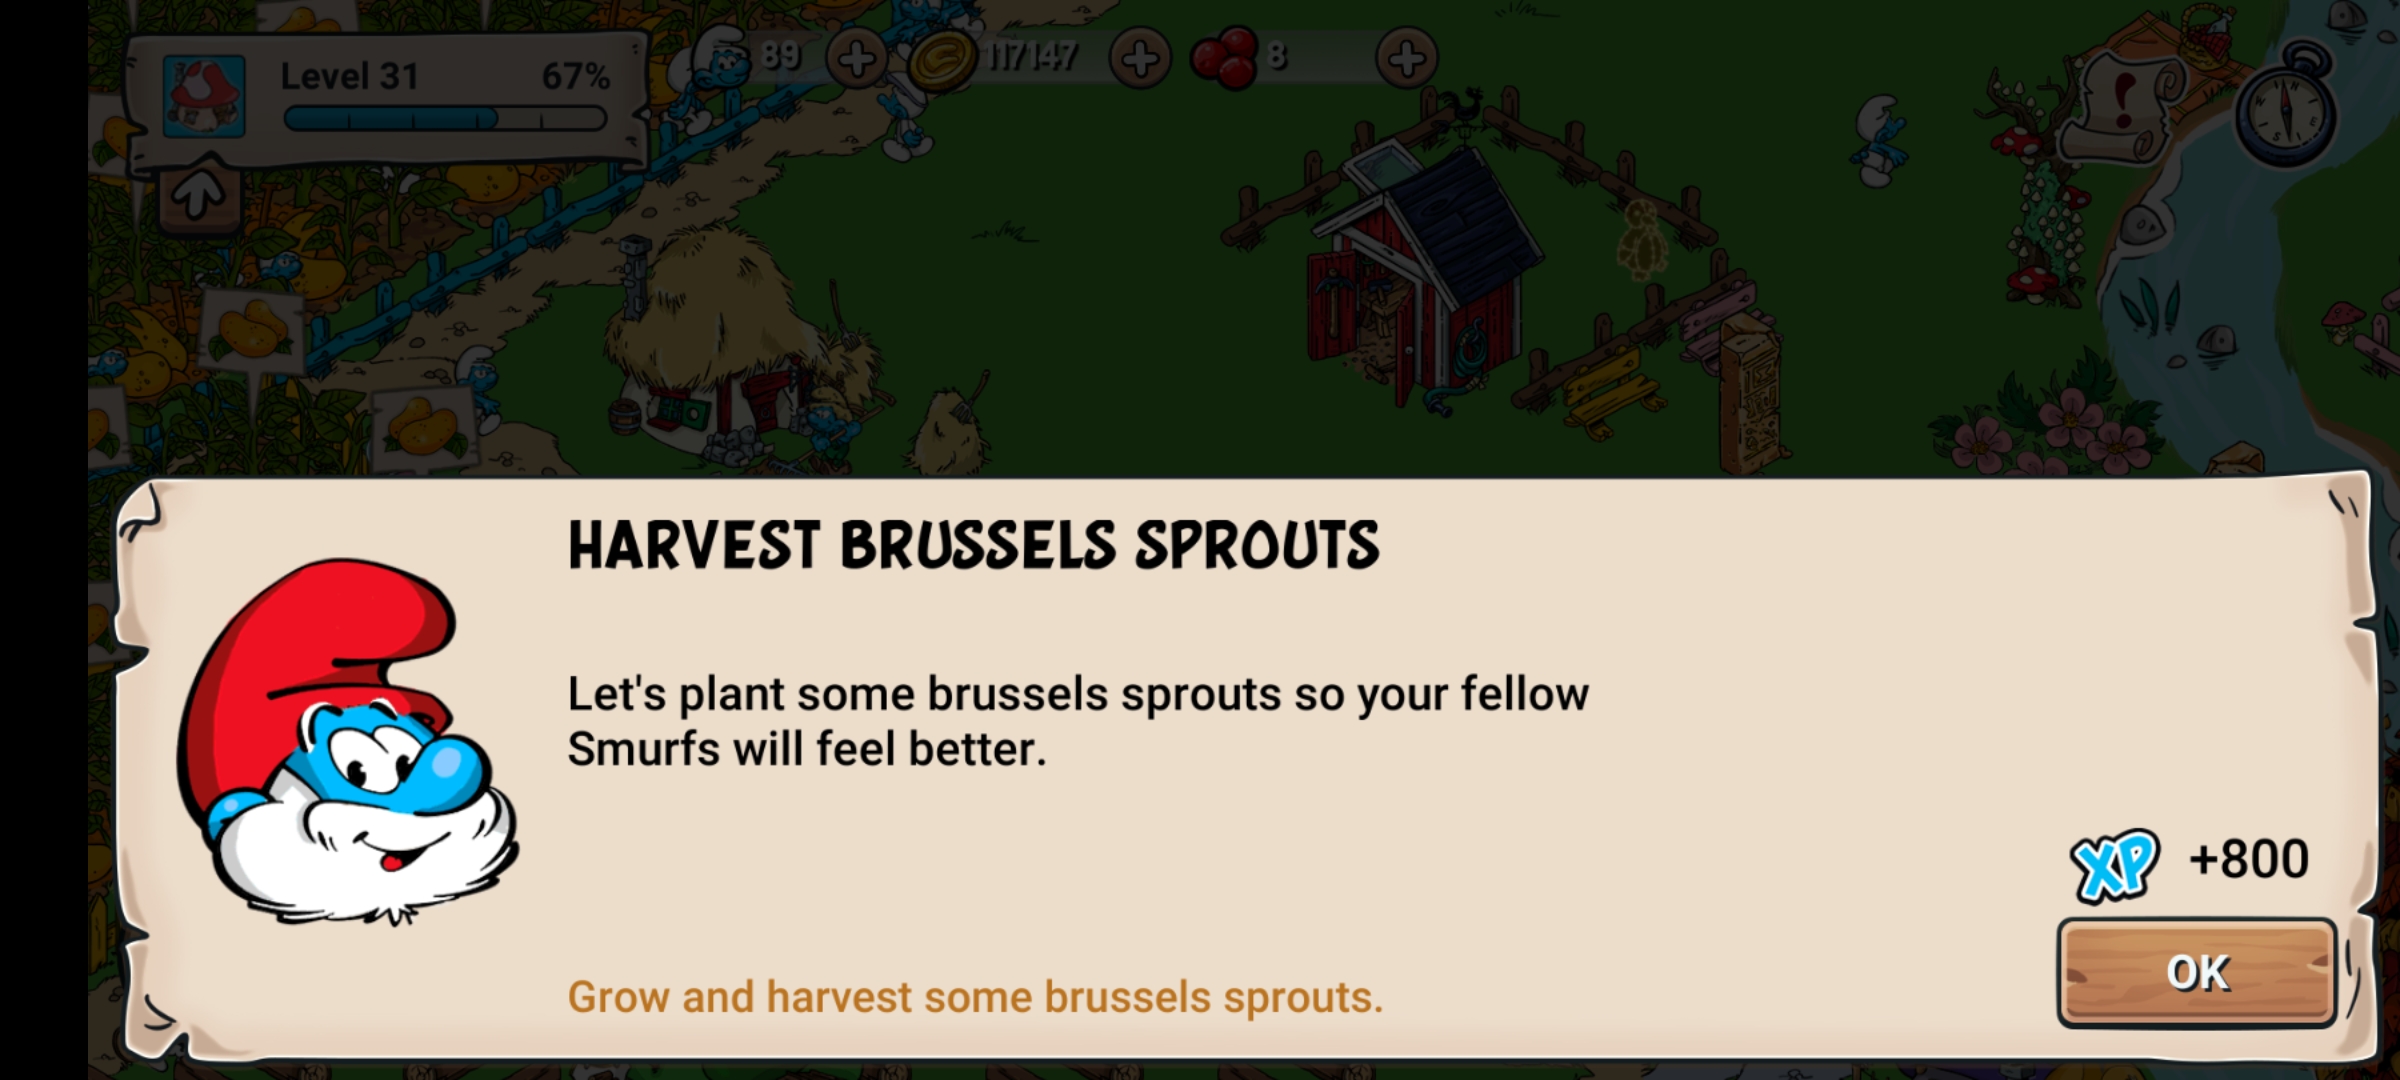 Level 31 67%
89
117147
8
HARVEST BRUSSELS SPROUTS
Let's plant some brussels sprouts so your fellow
Smurfs will feel better.
XP +800
OK
Grow and harvest some brussels sprouts.